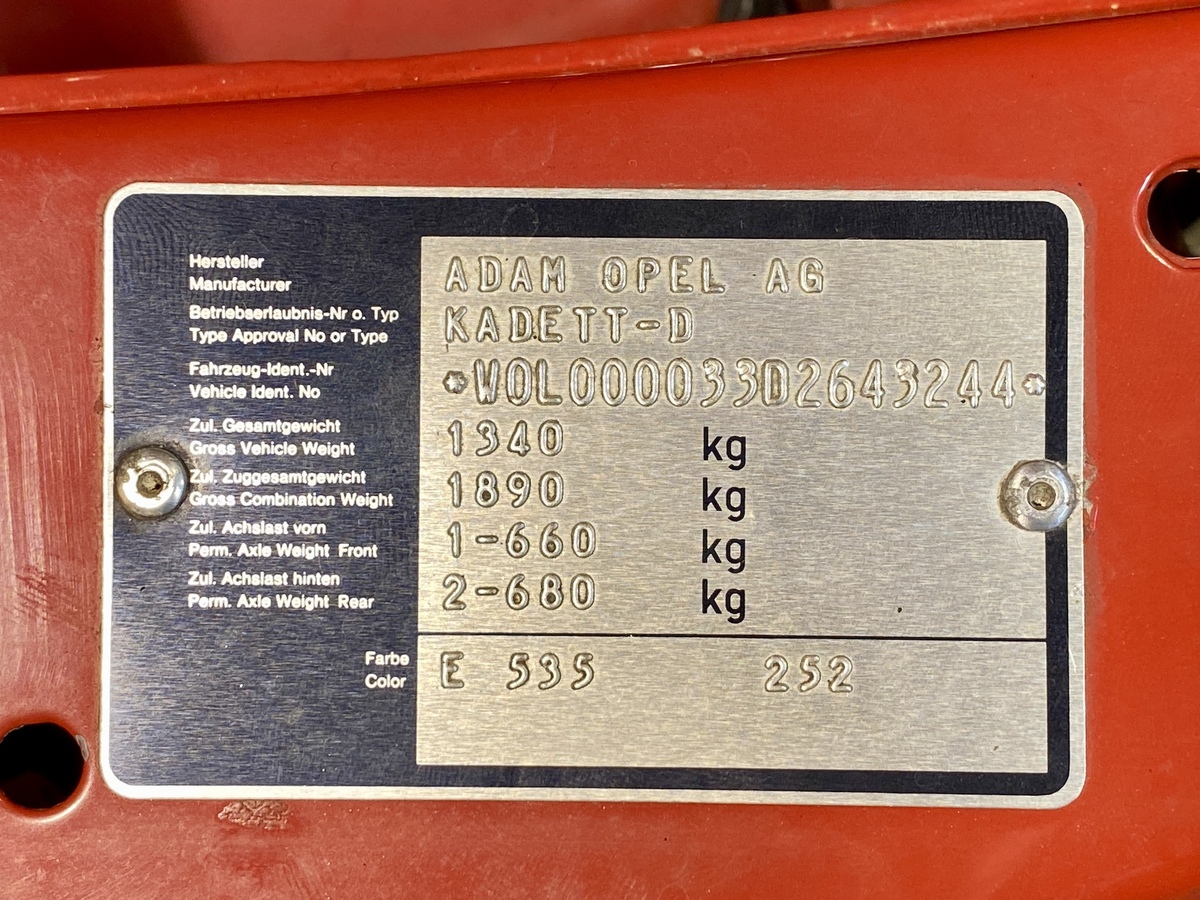 Hersteller
Manufacturer
ADAM OPEL AG
Betriebserlaubnis-Nr o. Typ
Type Approval No or Type
KADETT-D
Fahrzeug-Ident.-Nr
Vehicle Ident. No
*W0L000033D2643244*
Zul. Gesamtgewicht
Gross Vehicle Weight
1340 kg
Zul. Zuggesamtgewicht
Gross Combination Weight
1890 kg
Zul. Achslast vorn
Perm. Axle Weight Front
1-660 kg
Zul. Achslast hinten
Perm. Axle Weight Rear
2-680 kg
Farbe
Color
E 535 252